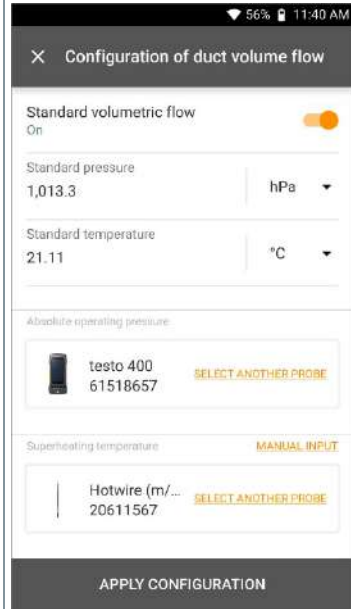 56% 11:40 AM
Configuration of duct volume flow
Standard volumetric flow
On
Standard pressure
1,013.3 hPa
Standard temperature
21.11 °C
Absolute operating pressure
testo 400
61518657
SELECT ANOTHER PROBE
Superheating temperature MANUAL INPUT
Hotwire (m/...
20611567
SELECT ANOTHER PROBE
APPLY CONFIGURATION